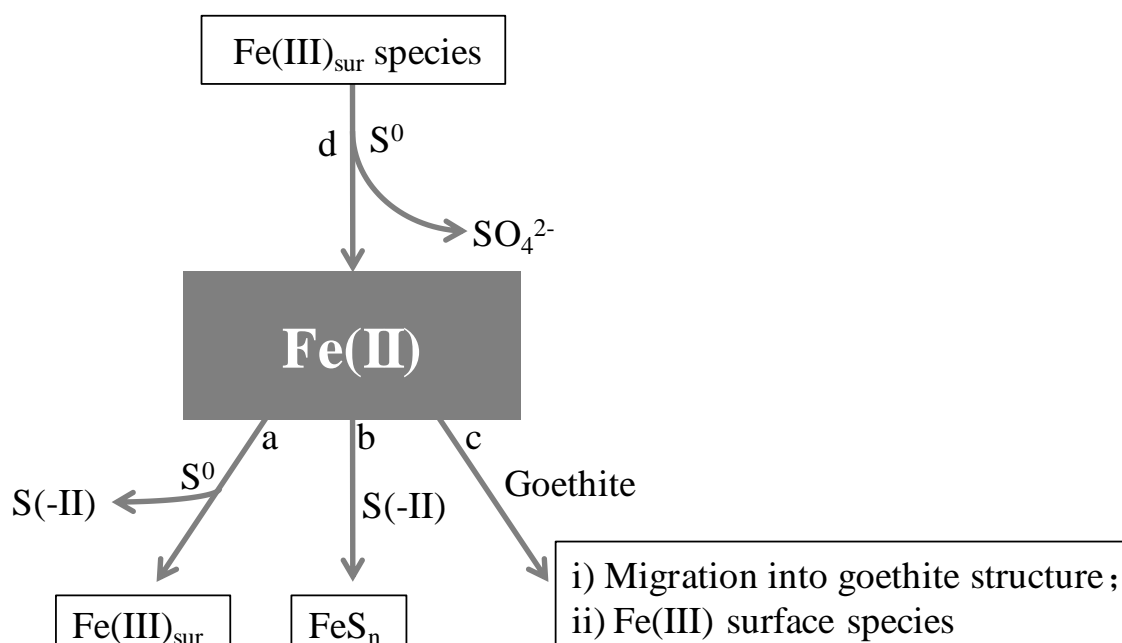 Fe(III)sur species
d
S⁰
SO₄²⁻
Fe(II)
a
b
c
S⁰
Goethite
S(-II)
S(-II)
i) Migration into goethite structure；
ii) Fe(III) surface species
Fe(III)sur
FeSn